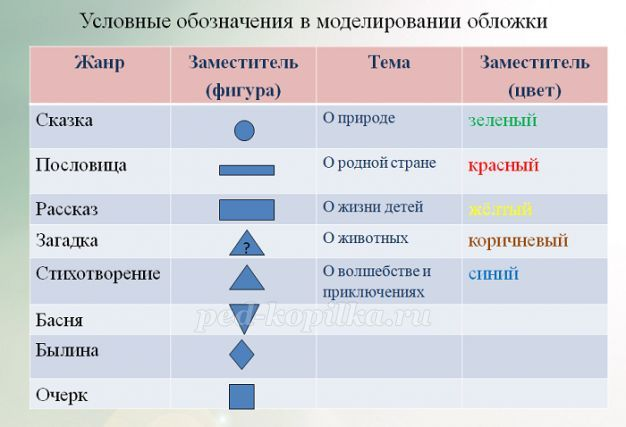 Условные обозначения в моделировании обложки
Жанр Заместитель Тема Заместитель
(фигура) (цвет)
Сказка О природе зеленый
Пословица О родной стране красный
Рассказ О жизни детей жёлтый
Загадка ? О животных коричневый
Стихотворение О волшебстве и синий
приключениях
Басня
ped-kopilka.ru
Былина
Очерк